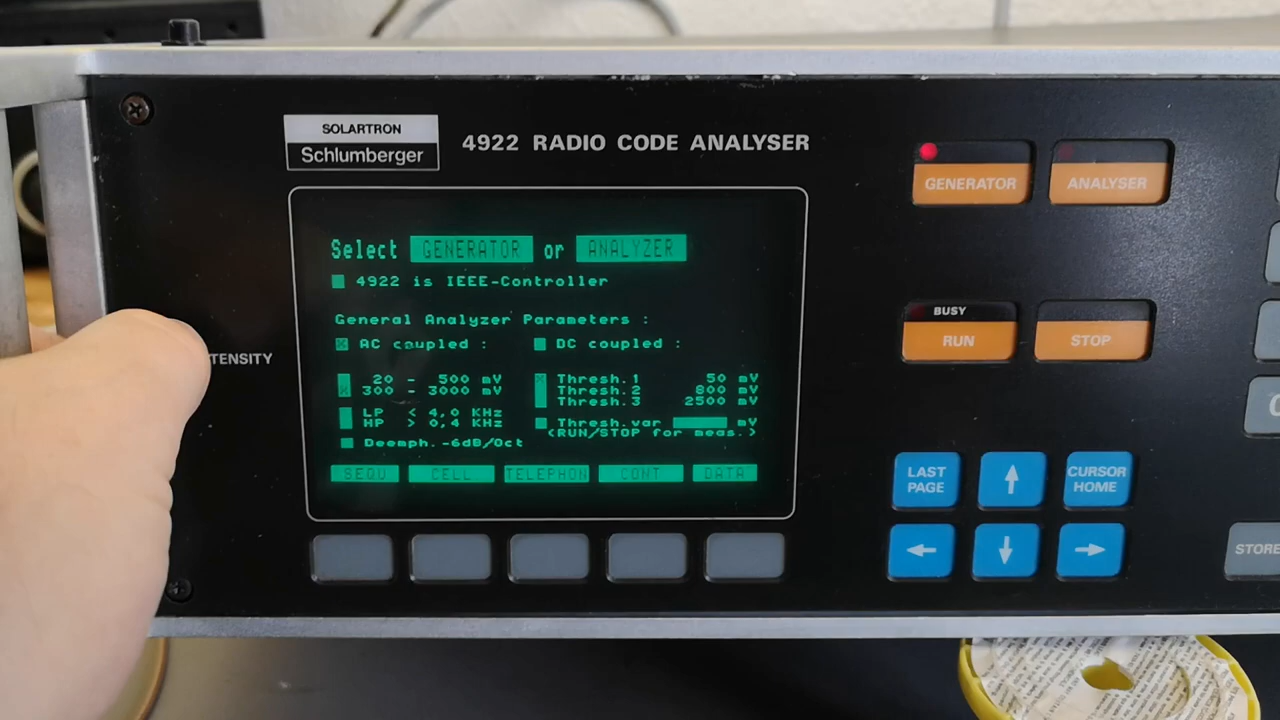 SOLARTRON
Schlumberger
4922 RADIO CODE ANALYSER
GENERATOR
ANALYSER
Select GENERATOR or ANALYZER
4922 is IEEE-Controller
General Analyzer Parameters :
AC coupled :
DC coupled :
20 - 500 mV
300 - 3000 mV
LP < 4,0 KHz
HP > 0,4 KHz
Deemph.-6dB/Oct
Thresh.1 50 mV
Thresh.2 800 mV
Thresh.3 2500 mV
Thresh.var mV
<RUN/STOP for meas.>
SEQU CELL TELEPHON CONT DATA
TENSITY
BUSY
RUN
STOP
LAST
PAGE
CURSOR
HOME
STORE